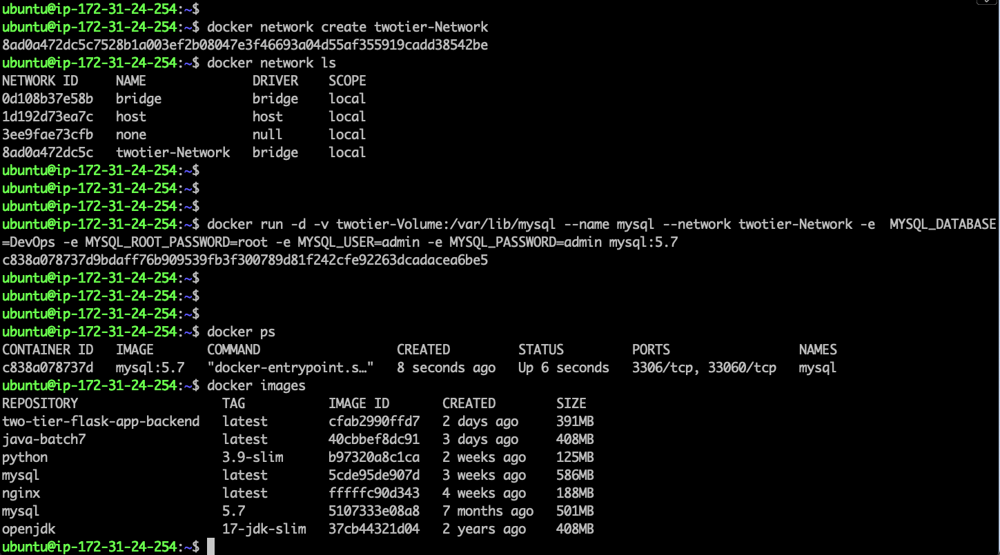 ubuntu@ip-172-31-24-254:~$
ubuntu@ip-172-31-24-254:~$ docker network create twotier-Network
8ad0a472dc5c7528b1a003ef2b08047e3f46693a04d55af355919cadd38542be
ubuntu@ip-172-31-24-254:~$ docker network ls
NETWORK ID     NAME              DRIVER    SCOPE
0d108b37e58b   bridge            bridge    local
1d192d73ea7c   host              host      local
3ee9fae73cfb   none              null      local
8ad0a472dc5c   twotier-Network   bridge    local
ubuntu@ip-172-31-24-254:~$
ubuntu@ip-172-31-24-254:~$
ubuntu@ip-172-31-24-254:~$
ubuntu@ip-172-31-24-254:~$ docker run -d -v twotier-Volume:/var/lib/mysql --name mysql --network twotier-Network -e  MYSQL_DATABASE
=DevOps -e MYSQL_ROOT_PASSWORD=root -e MYSQL_USER=admin -e MYSQL_PASSWORD=admin mysql:5.7
c838a078737d9bdaff76b909539fb3f300789d81f242cfe92263dcadacea6be5
ubuntu@ip-172-31-24-254:~$
ubuntu@ip-172-31-24-254:~$
ubuntu@ip-172-31-24-254:~$
ubuntu@ip-172-31-24-254:~$ docker ps
CONTAINER ID   IMAGE       COMMAND                  CREATED         STATUS         PORTS                 NAMES
c838a078737d   mysql:5.7   "docker-entrypoint.s…"   8 seconds ago   Up 6 seconds   3306/tcp, 33060/tcp   mysql
ubuntu@ip-172-31-24-254:~$ docker images
REPOSITORY                   TAG           IMAGE ID       CREATED        SIZE
two-tier-flask-app-backend   latest        cfab2990ffd7   2 days ago     391MB
java-batch7                  latest        40cbbef8dc91   3 days ago     408MB
python                       3.9-slim      b97320a8c1ca   2 weeks ago    125MB
mysql                        latest        5cde95de907d   3 weeks ago    586MB
nginx                        latest        fffffc90d343   4 weeks ago    188MB
mysql                        5.7           5107333e08a8   7 months ago   501MB
openjdk                      17-jdk-slim   37cb44321d04   2 years ago    408MB
ubuntu@ip-172-31-24-254:~$